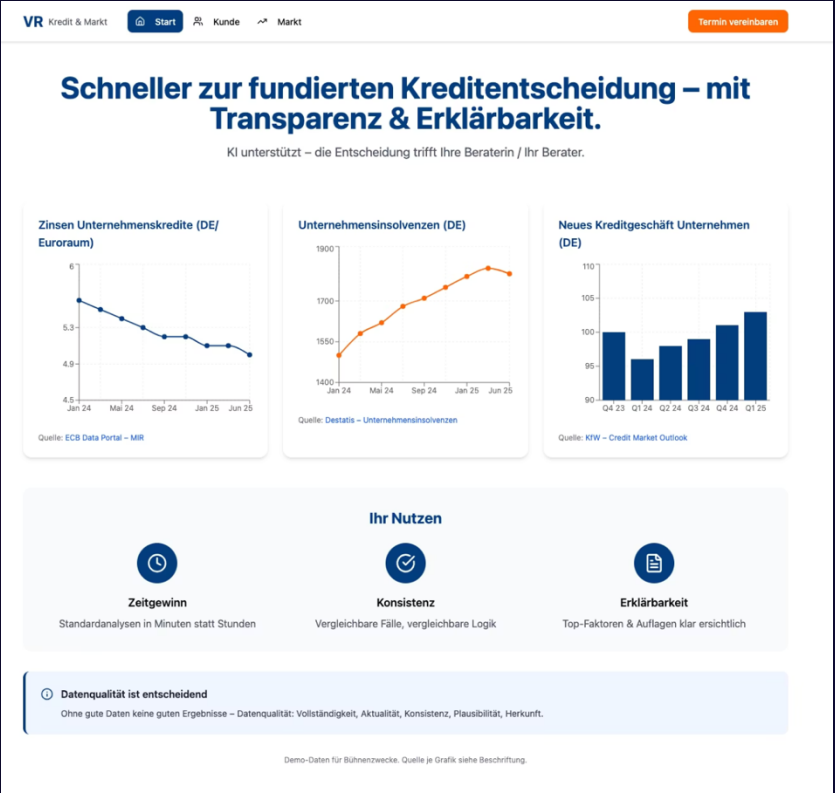 VR Kredit & Markt Start Kunde Markt Termin vereinbaren
Schneller zur fundierten Kreditentscheidung – mit
Transparenz & Erklärbarkeit.
KI unterstützt – die Entscheidung trifft Ihre Beraterin / Ihr Berater.
Zinsen Unternehmenskredite (DE/
Euroraum)
6
5.3
4.9
4.5
Jan 24 Mai 24 Sep 24 Jan 25 Jun 25
Quelle: ECB Data Portal – MIR
Unternehmensinsolvenzen (DE)
1900
1700
1550
1400
Jan 24 Mai 24 Sep 24 Jan 25 Jun 25
Quelle: Destatis – Unternehmensinsolvenzen
Neues Kreditgeschäft Unternehmen
(DE)
110
105
100
95
90
Q4 23 Q1 24 Q2 24 Q3 24 Q4 24 Q1 25
Quelle: KfW – Credit Market Outlook
Ihr Nutzen
Zeitgewinn
Standardanalysen in Minuten statt Stunden
Konsistenz
Vergleichbare Fälle, vergleichbare Logik
Erklärbarkeit
Top-Faktoren & Auflagen klar ersichtlich
Datenqualität ist entscheidend
Ohne gute Daten keine guten Ergebnisse – Datenqualität: Vollständigkeit, Aktualität, Konsistenz, Plausibilität, Herkunft.
Demo-Daten für Bühnenzwecke. Quelle je Grafik siehe Beschriftung.